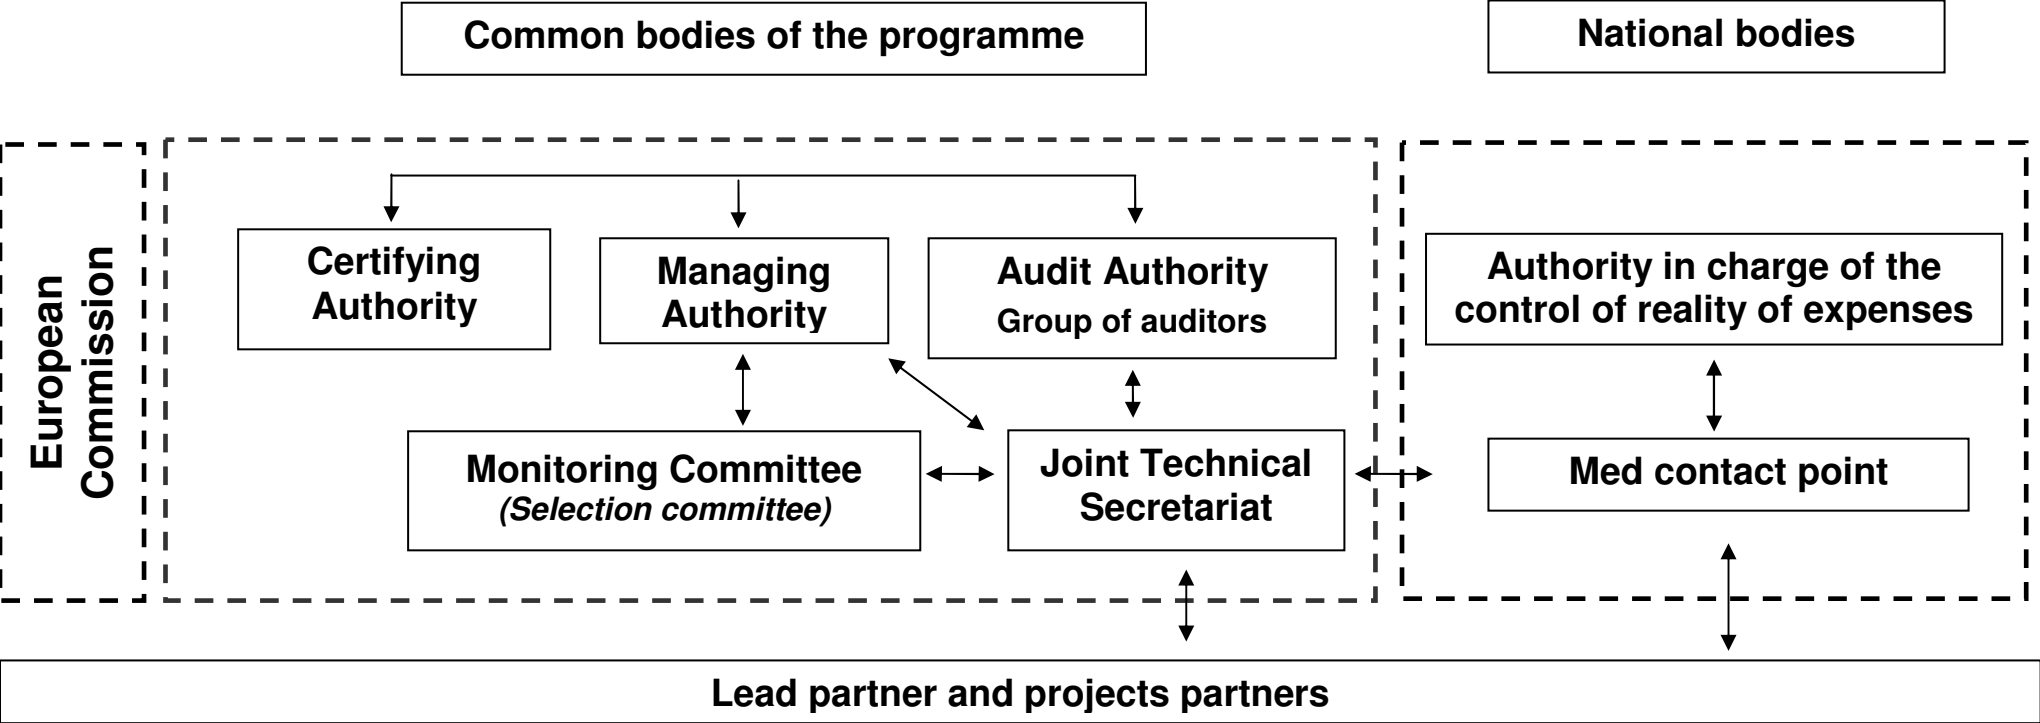 Common bodies of the programme
National bodies
European
Commission
Certifying
Authority
Managing
Authority
Audit Authority
Group of auditors
Authority in charge of the
control of reality of expenses
Monitoring Committee
(Selection committee)
Joint Technical
Secretariat
Med contact point
Lead partner and projects partners